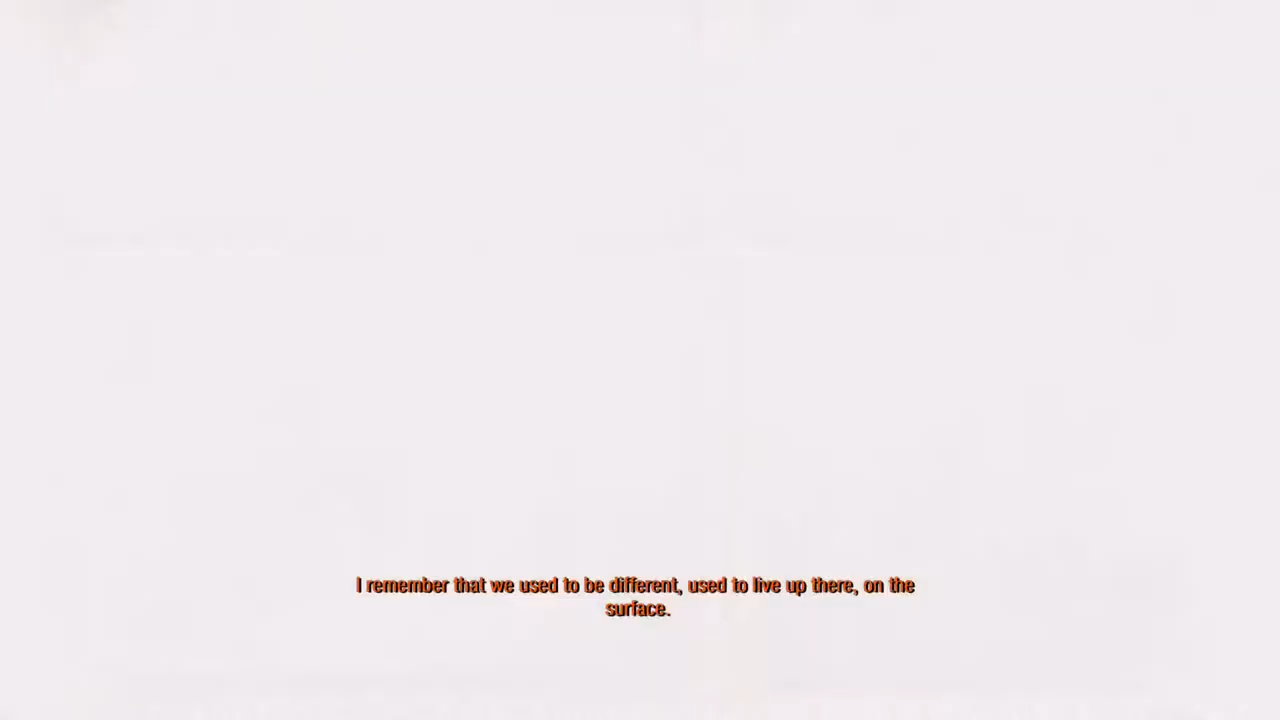 I remember that we used to be different, used to live up there, on the
surface.